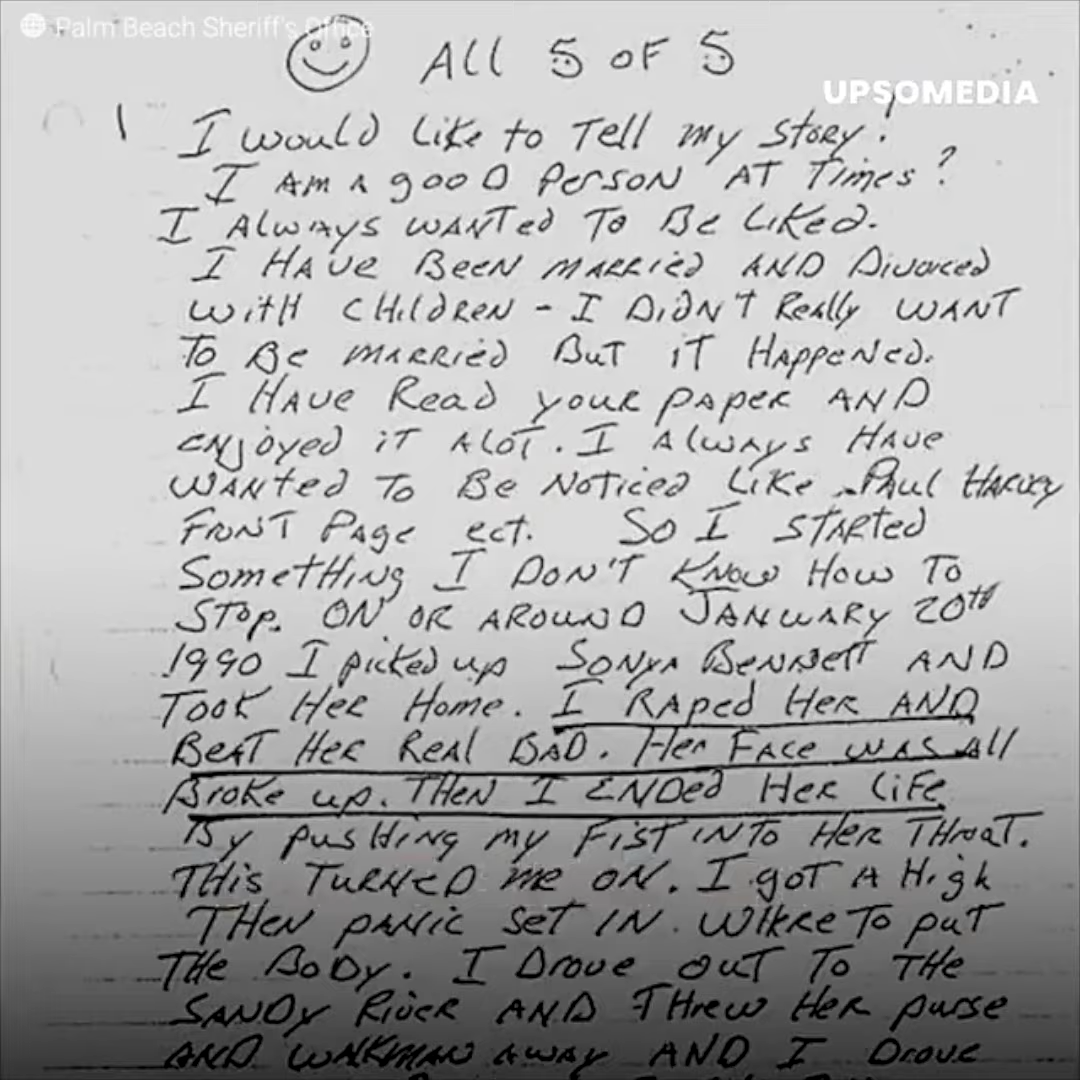 Palm Beach Sheriff's Office
All 5 OF 5
UPSOMEDIA
1 I would Like to Tell my Story!
I AM A gooD Person AT Times?
I Always wanted To Be Liked.
I HAve BeeN married AND Divorced
with CHildReN - I DiDN'T Really WANT
To Be marrieD But iT HAppeNed.
I HAve Read youR paper AND
enjoyed iT Alot. I Always HAve
wanted To Be NoTiced Like Paul HARvey
FRONT PAge ect. So I STARTed
SometHiNg I DoN'T KNow How To
STop. ON OR AROUND JANUARY 20th
1990 I picked up SoNyA BeNNeTT AND
Took HeR Home. I RAped HeR AND
BeAT HeR ReAl BAD. HeR FAce WAS All
BRoke up. THeN I ENDed HeR LiFe
By pusHiNg my FisT INTo HeR THRoat.
THis TuRNeD me oN. I goT A HigH
THeN pANic SeT IN. WHere To puT
THe BoDy. I DRove ouT To THe
SANDy RiveR AND THRew HeR puRse
AND WAlkmAN AwAy AND I DRove